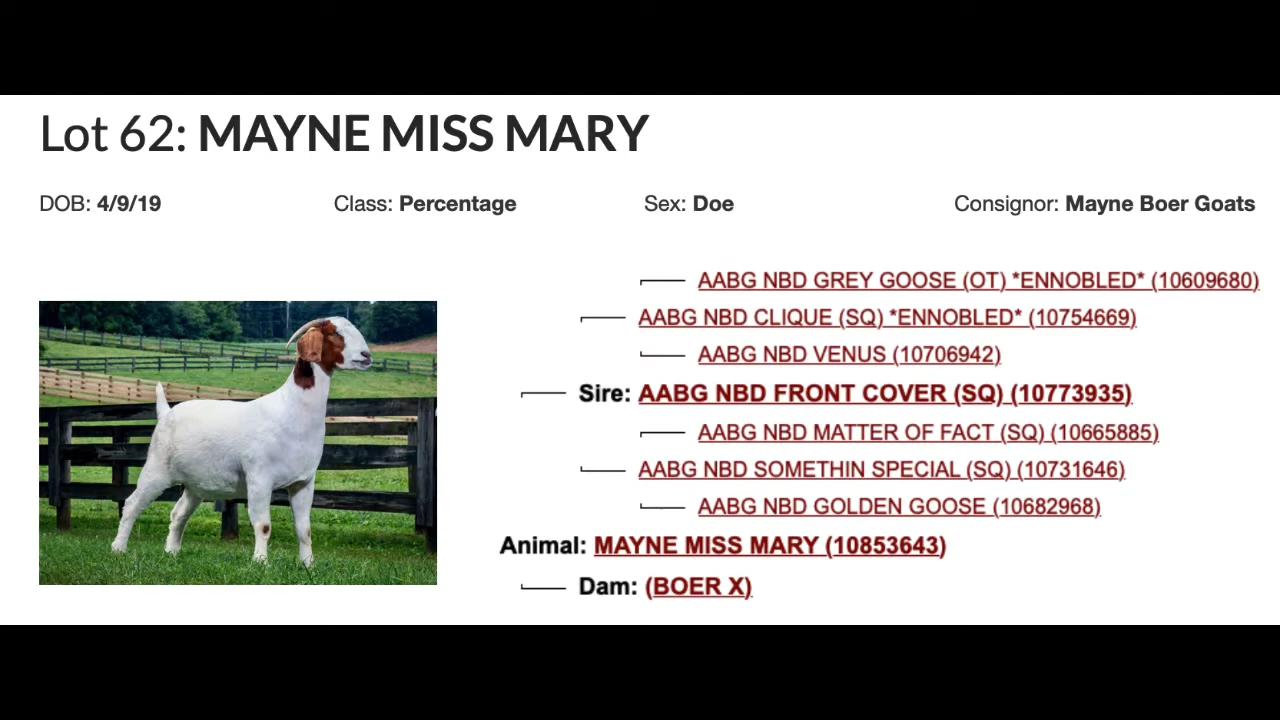 Lot 62: MAYNE MISS MARY
DOB: 4/9/19 Class: Percentage Sex: Doe Consignor: Mayne Boer Goats
AABG NBD GREY GOOSE (OT) *ENNOBLED* (10609680)
AABG NBD CLIQUE (SQ) *ENNOBLED* (10754669)
AABG NBD VENUS (10706942)
Sire: AABG NBD FRONT COVER (SQ) (10773935)
AABG NBD MATTER OF FACT (SQ) (10665885)
AABG NBD SOMETHIN SPECIAL (SQ) (10731646)
AABG NBD GOLDEN GOOSE (10682968)
Animal: MAYNE MISS MARY (10853643)
Dam: (BOER X)